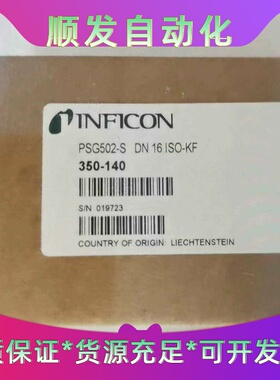 顺发自动化
INFICON
PSG502-S DN 16 ISO-KF
350-140
S/N 019723
COUNTRY OF ORIGIN: LIECHTENSTEIN
质保证*货源充足*可开发